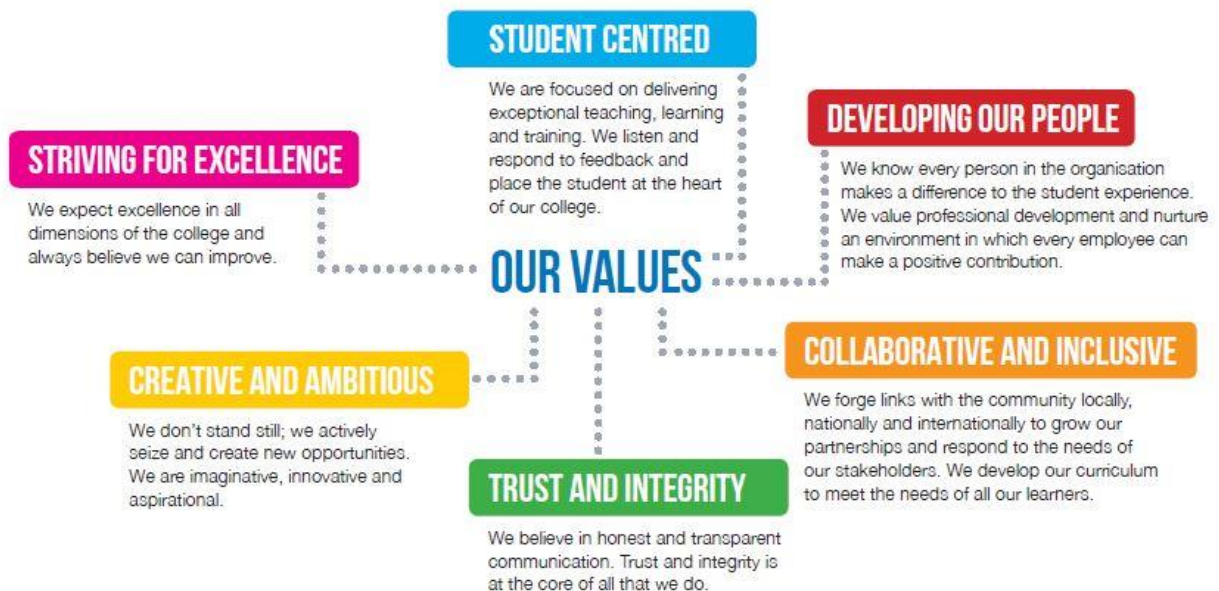 STUDENT CENTRED
We are focused on delivering
exceptional teaching, learning
and training. We listen and
respond to feedback and
place the student at the heart
of our college.
DEVELOPING OUR PEOPLE
We know every person in the organisation
makes a difference to the student experience.
We value professional development and nurture
an environment in which every employee can
make a positive contribution.
STRIVING FOR EXCELLENCE
We expect excellence in all
dimensions of the college and
always believe we can improve.
OUR VALUES
CREATIVE AND AMBITIOUS
We don't stand still; we actively
seize and create new opportunities.
We are imaginative, innovative and
aspirational.
COLLABORATIVE AND INCLUSIVE
We forge links with the community locally,
nationally and internationally to grow our
partnerships and respond to the needs of
our stakeholders. We develop our curriculum
to meet the needs of all our learners.
TRUST AND INTEGRITY
We believe in honest and transparent
communication. Trust and integrity is
at the core of all that we do.